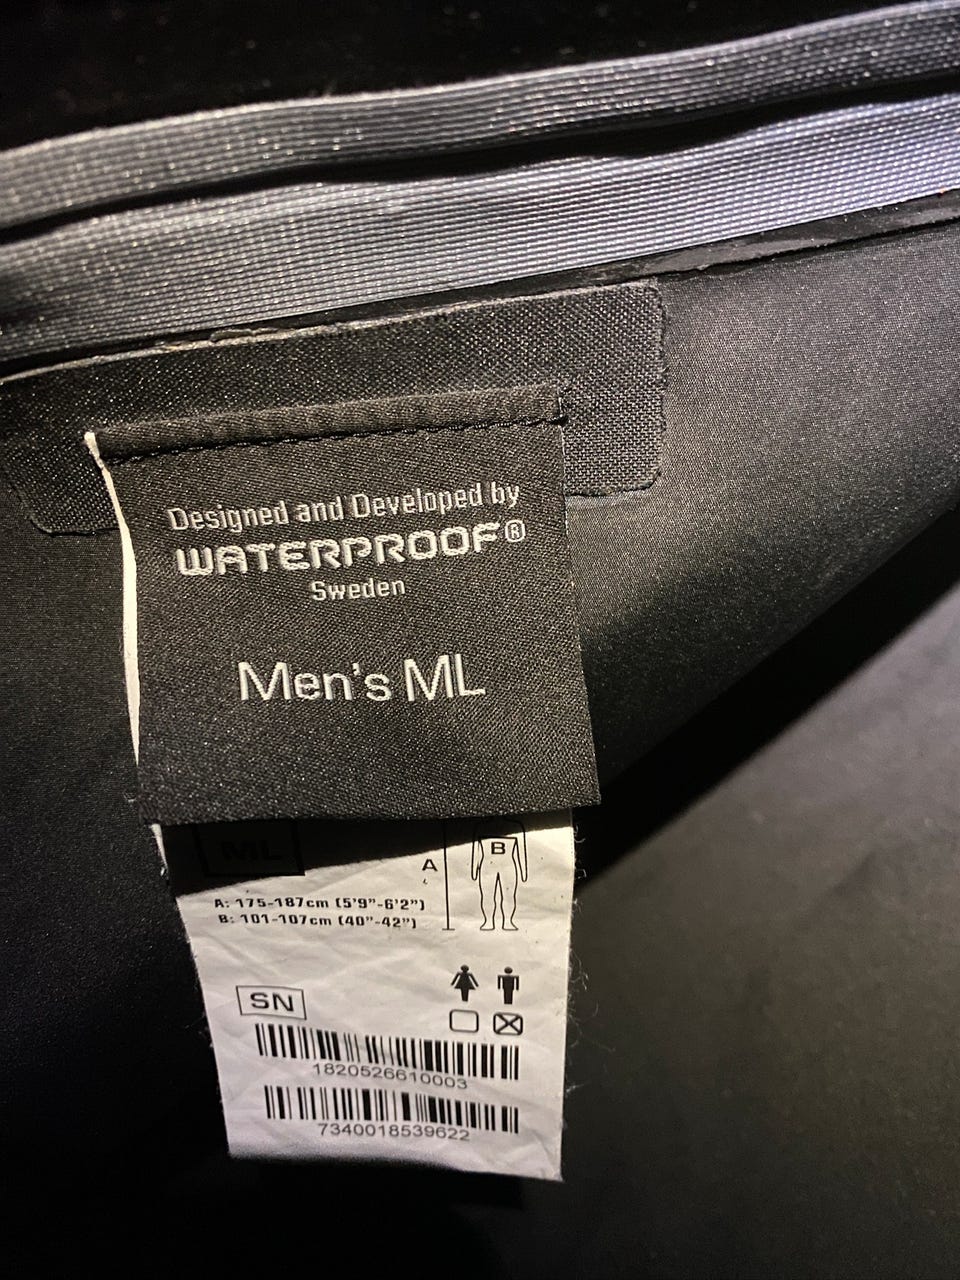 Designed and Developed by
WATERPROOF®
Sweden
Men's ML
ML
B
A
A: 175-187cm (5'9"-6'2")
B: 101-107cm (40"-42")
SN
1820526610003
7340018539622